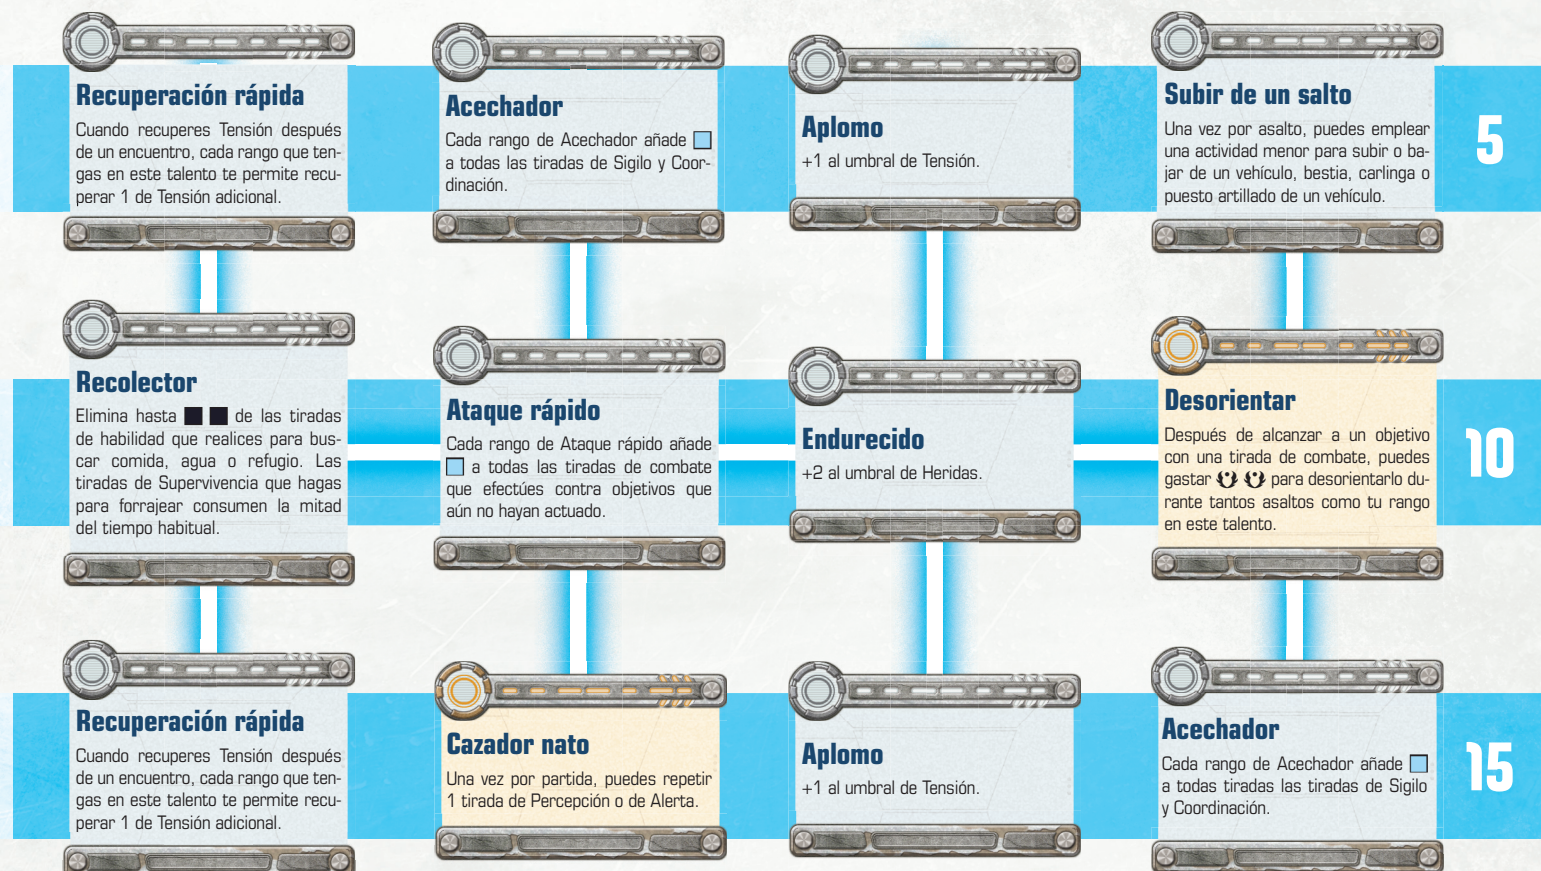 Recuperación rápida
Cuando recuperes Tensión después
de un encuentro, cada rango que ten-
gas en este talento te permite recu-
perar 1 de Tensión adicional.
Acechador
Cada rango de Acechador añade
a todas las tiradas de Sigilo y Coor-
dinación.
Aplomo
+1 al umbral de Tensión.
Subir de un salto
Una vez por asalto, puedes emplear
una actividad menor para subir o ba-
jar de un vehículo, bestia, carlinga o
puesto artillado de un vehículo.
5
Recolector
Elimina hasta de las tiradas
de habilidad que realices para bus-
car comida, agua o refugio. Las
tiradas de Supervivencia que hagas
para forrajear consumen la mitad
del tiempo habitual.
Ataque rápido
Cada rango de Ataque rápido añade
a todas las tiradas de combate
que efectúes contra objetivos que
aún no hayan actuado.
Endurecido
+2 al umbral de Heridas.
Desorientar
Después de alcanzar a un objetivo
con una tirada de combate, puedes
gastar para desorientarlo du-
rante tantos asaltos como tu rango
en este talento.
10
Recuperación rápida
Cuando recuperes Tensión después
de un encuentro, cada rango que ten-
gas en este talento te permite recu-
perar 1 de Tensión adicional.
Cazador nato
Una vez por partida, puedes repetir
1 tirada de Percepción o de Alerta.
Aplomo
+1 al umbral de Tensión.
Acechador
Cada rango de Acechador añade
a todas tiradas las tiradas de Sigilo
y Coordinación.
15